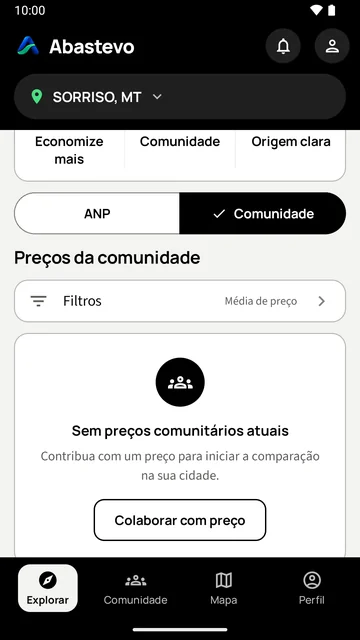 10:00
Abastevo
SORRISO, MT
Economize
mais
Comunidade
Origem clara
ANP
Comunidade
Preços da comunidade
Filtros
Média de preço
Sem preços comunitários atuais
Contribua com um preço para iniciar a comparação
na sua cidade.
Colaborar com preço
Explorar
Comunidade
Mapa
Perfil